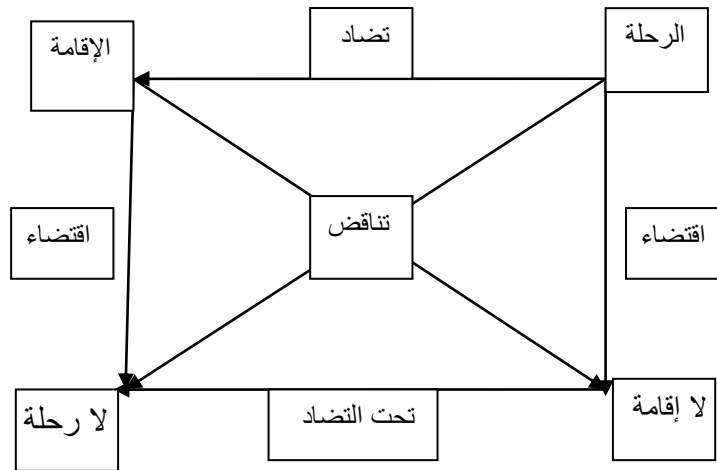 الرحلة
تضاد
الإقامة
اقتضاء
تناقض
اقتضاء
لا إقامة
تحت التضاد
لا رحلة